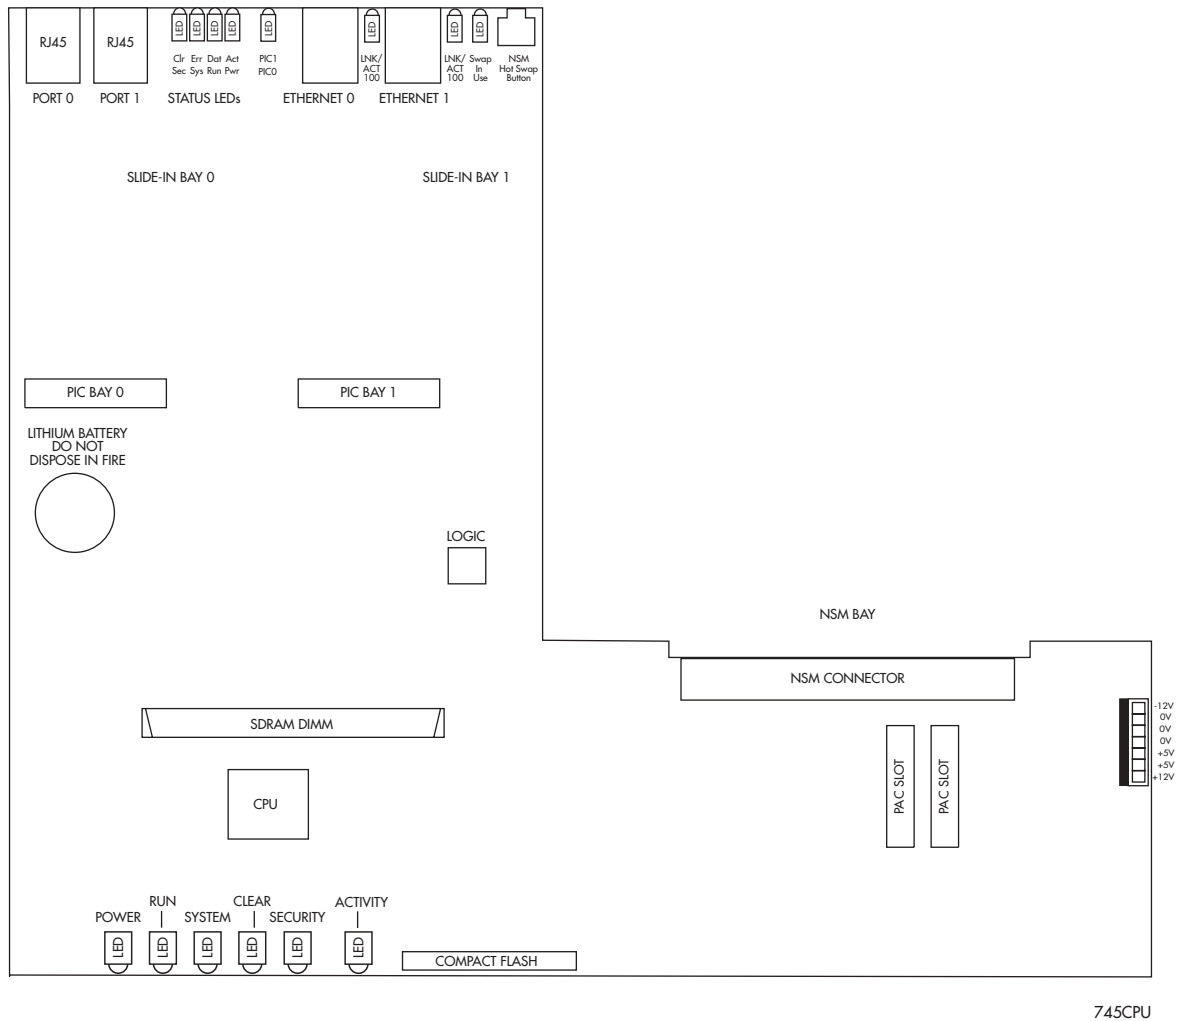 RJ45
RJ45
LED
LED
LED
LED
LED
LED
LED
LED
Clr Err Dat Act
Sec Sys Run Pwr
PIC1
PIC0
LNK/
ACT
100
LNK/
ACT
100
Swap
In
Use
NSM
Hot Swap
Button
PORT 0
PORT 1
STATUS LEDs
ETHERNET 0
ETHERNET 1
SLIDE-IN BAY 0
SLIDE-IN BAY 1
PIC BAY 0
PIC BAY 1
LITHIUM BATTERY
DO NOT
DISPOSE IN FIRE
LOGIC
NSM BAY
NSM CONNECTOR
SDRAM DIMM
CPU
PAC SLOT
PAC SLOT
-12V
0V
0V
0V
+5V
+5V
+12V
POWER
RUN
SYSTEM
CLEAR
SECURITY
ACTIVITY
LED
LED
LED
LED
LED
LED
COMPACT FLASH
745CPU